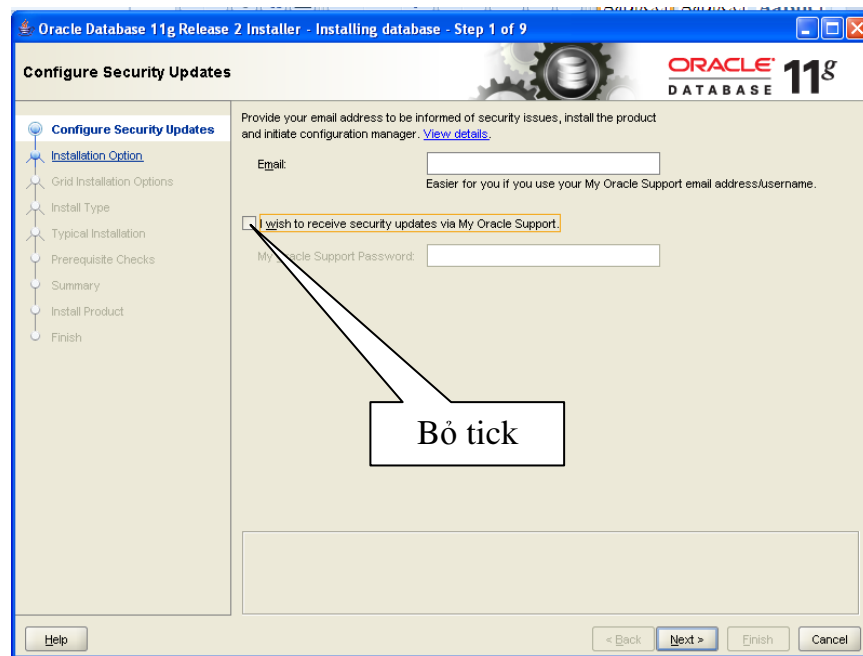 Oracle Database 11g Release 2 Installer - Installing database - Step 1 of 9
Configure Security Updates
ORACLE 11g
DATABASE
Configure Security Updates
Installation Option
Grid Installation Options
Install Type
Typical Installation
Prerequisite Checks
Summary
Install Product
Finish
Provide your email address to be informed of security issues, install the product
and initiate configuration manager. View details.
Email:
Easier for you if you use your My Oracle Support email address/username.
I wish to receive security updates via My Oracle Support.
My Oracle Support Password:
Bỏ tick
Help
< Back
Next >
Finish
Cancel